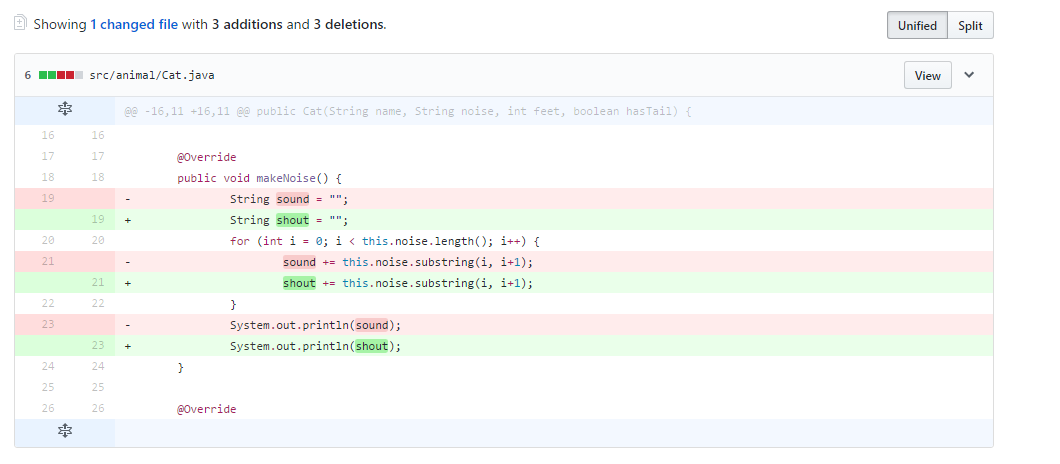 Showing 1 changed file with 3 additions and 3 deletions.
Unified Split
6 src/animal/Cat.java View
@@ -16,11 +16,11 @@ public Cat(String name, String noise, int feet, boolean hasTail) {
16 16
17 17 @Override
18 18 public void makeNoise() {
19 - String sound = "";
19 + String shout = "";
20 20 for (int i = 0; i < this.noise.length(); i++) {
21 - sound += this.noise.substring(i, i+1);
21 + shout += this.noise.substring(i, i+1);
22 22 }
23 - System.out.println(sound);
23 + System.out.println(shout);
24 24 }
25 25
26 26 @Override